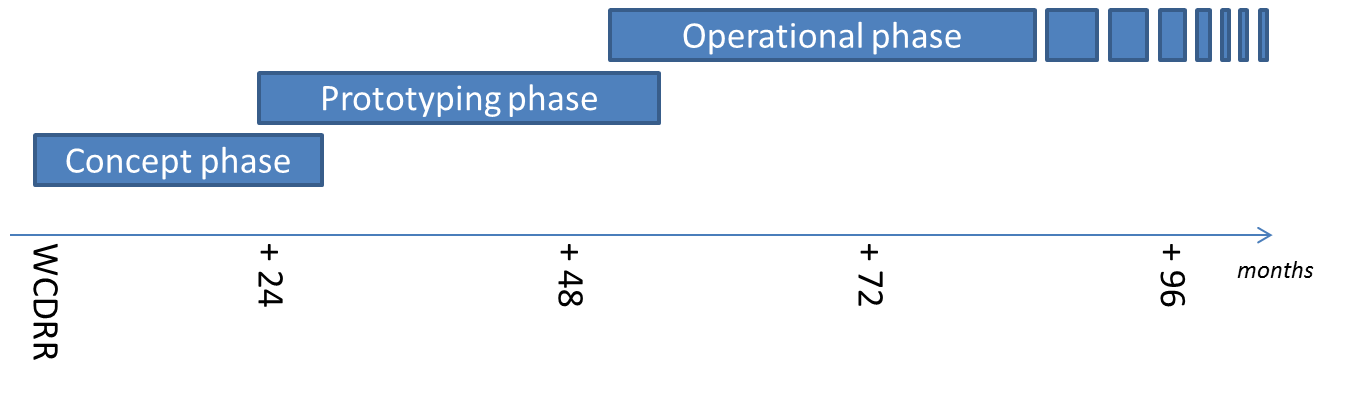 Operational phase
Prototyping phase
Concept phase
WCDRR
+ 24
+ 48
+ 72
+ 96
months